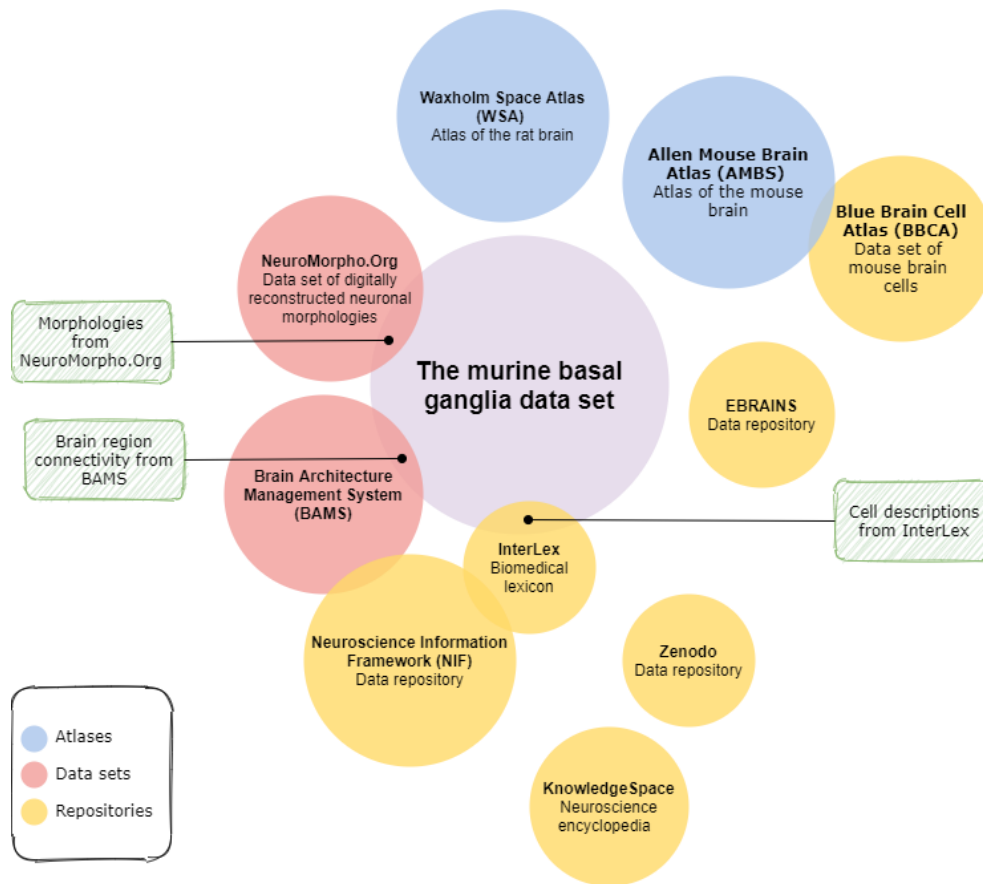 Waxholm Space Atlas
(WSA)
Atlas of the rat brain
Allen Mouse Brain
Atlas (AMBS)
Atlas of the mouse
brain
Blue Brain Cell
Atlas (BBCA)
Data set of
mouse brain
cells
NeuroMorpho.Org
Data set of digitally
reconstructed neuronal
morphologies
Morphologies
from
NeuroMorpho.Org
The murine basal
ganglia data set
EBRAINS
Data repository
Brain region
connectivity from
BAMS
Brain Architecture
Management System
(BAMS)
Cell descriptions
from InterLex
InterLex
Biomedical
lexicon
Neuroscience Information
Framework (NIF)
Data repository
Zenodo
Data repository
KnowledgeSpace
Neuroscience
encyclopedia
Atlases
Data sets
Repositories